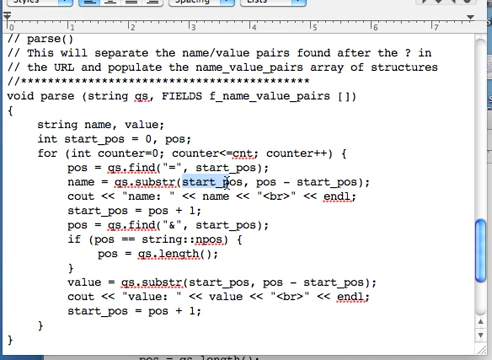 Styles
Spacing
Lists
0 1 2 3 4 5 6 7
// parse()
// This will separate the name/value pairs found after the ? in
// the URL and populate the name_value_pairs array of structures
//*******************************************
void parse (string qs, FIELDS f_name_value_pairs [])
{
string name, value;
int start_pos = 0, pos;
for (int counter=0; counter<=cnt; counter++) {
pos = qs.find("=", start_pos);
name = qs.substr(start_pos, pos - start_pos);
cout << "name: " << name << "<br>" << endl;
start_pos = pos + 1;
pos = qs.find("&", start_pos);
if (pos == string::npos) {
pos = qs.length();
}
value = qs.substr(start_pos, pos - start_pos);
cout << "value: " << value << "<br>" << endl;
start_pos = pos + 1;
}
}
pos = qs.length();